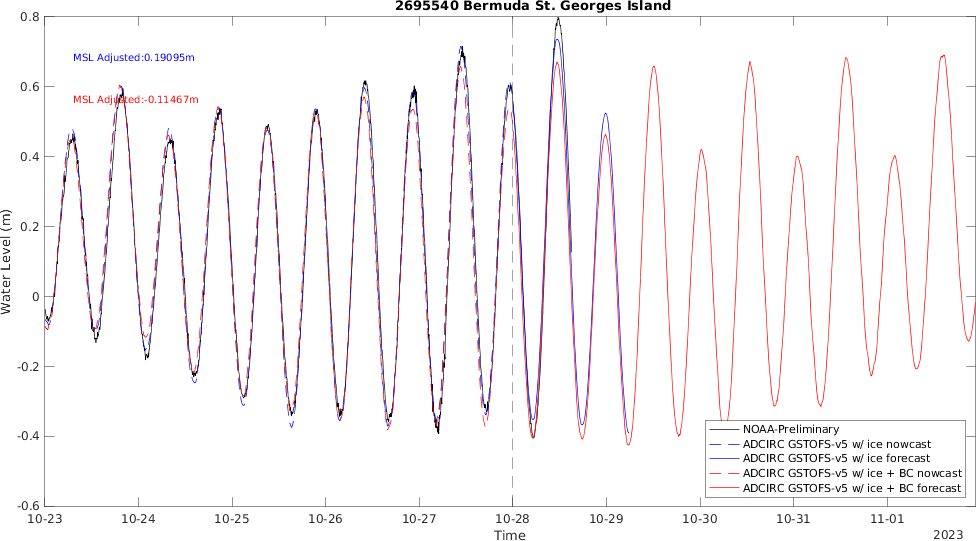 2695540 Bermuda St. Georges Island
MSL Adjusted:0.19095m
MSL Adjusted:-0.11467m
0.8
0.6
0.4
0.2
0
-0.2
-0.4
-0.6
Water Level (m)
NOAA-Preliminary
ADCIRC GSTOFS-v5 w/ ice nowcast
ADCIRC GSTOFS-v5 w/ ice forecast
ADCIRC GSTOFS-v5 w/ ice + BC nowcast
ADCIRC GSTOFS-v5 w/ ice + BC forecast
10-23 10-24 10-25 10-26 10-27 10-28 10-29 10-30 10-31 11-01
Time
2023